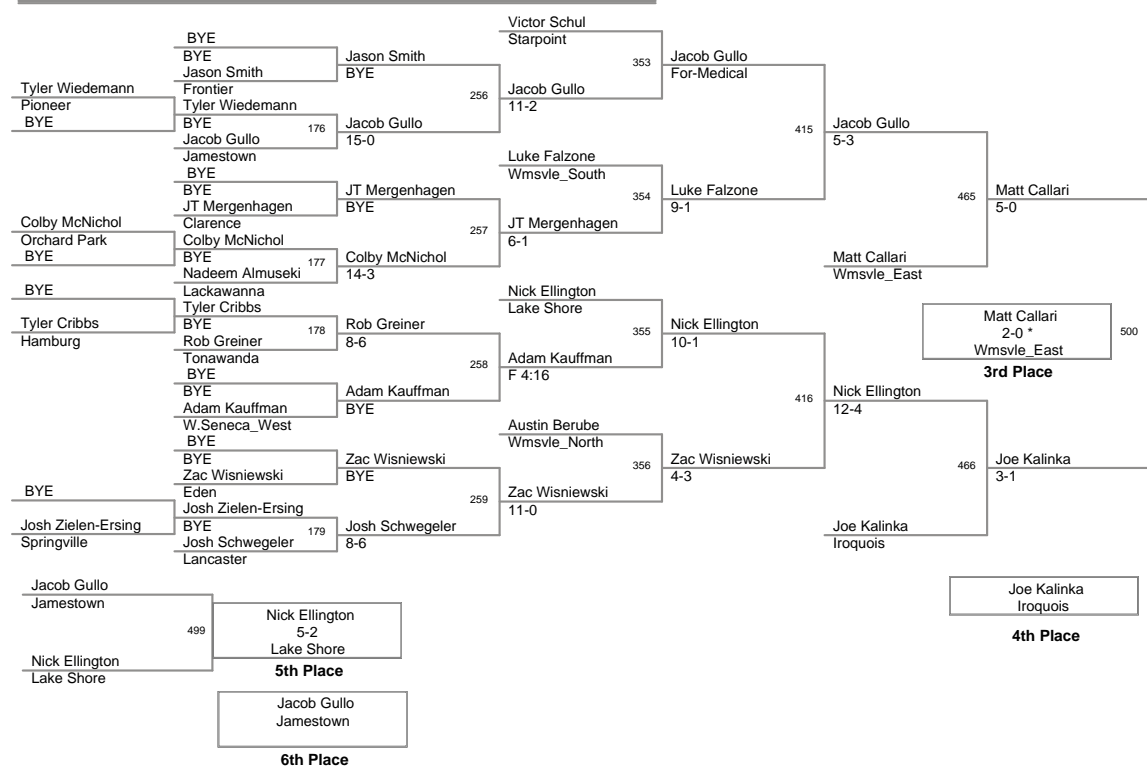 Tyler Wiedemann
Pioneer
BYE
Colby McNichol
Orchard Park
BYE
BYE
Tyler Cribbs
Hamburg
BYE
Josh Zielen-Ersing
Springville
BYE
BYE
Jason Smith
Frontier
Tyler Wiedemann
BYE
176
Jacob Gullo
Jamestown
BYE
BYE
JT Mergenhagen
Clarence
Colby McNichol
BYE
177
Nadeem Almuseki
Lackawanna
Tyler Cribbs
BYE
178
Rob Greiner
Tonawanda
BYE
BYE
Adam Kauffman
W.Seneca_West
BYE
BYE
Zac Wisniewski
Eden
Josh Zielen-Ersing
BYE
179
Josh Schwegeler
Lancaster
Jason Smith
BYE
256
Jacob Gullo
15-0
JT Mergenhagen
BYE
257
Colby McNichol
14-3
Rob Greiner
8-6
258
Adam Kauffman
BYE
Zac Wisniewski
BYE
259
Josh Schwegeler
8-6
Victor Schul
Starpoint
353
Jacob Gullo
11-2
Luke Falzone
Wmsvle_South
354
JT Mergenhagen
6-1
Nick Ellington
Lake Shore
355
Adam Kauffman
F 4:16
Austin Berube
Wmsvle_North
356
Zac Wisniewski
11-0
Jacob Gullo
For-Medical
415
Luke Falzone
9-1
Nick Ellington
10-1
416
Zac Wisniewski
4-3
Jacob Gullo
5-3
465
Matt Callari
Wmsvle_East
Nick Ellington
12-4
466
Joe Kalinka
Iroquois
Matt Callari
5-0
Matt Callari
2-0 *
Wmsvle_East
500
3rd Place
Joe Kalinka
3-1
Joe Kalinka
Iroquois
4th Place
Jacob Gullo
Jamestown
499
Nick Ellington
Lake Shore
Nick Ellington
5-2
Lake Shore
5th Place
Jacob Gullo
Jamestown
6th Place